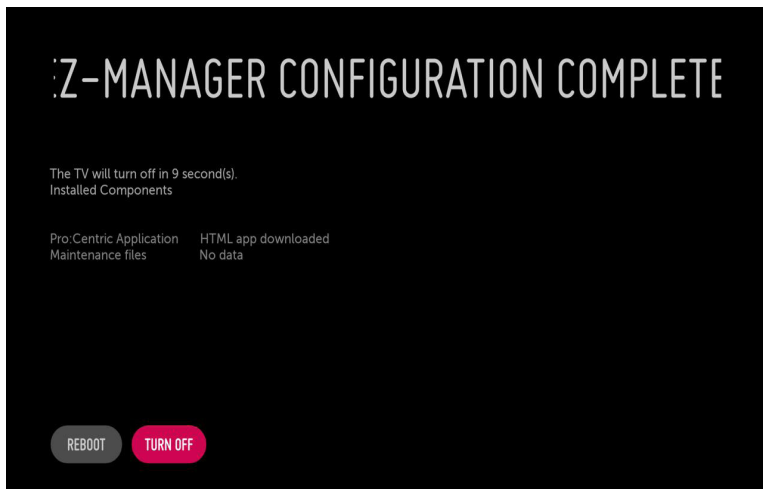 Z-MANAGER CONFIGURATION COMPLETE
The TV will turn off in 9 second(s).
Installed Components
Pro:Centric Application HTML app downloaded
Maintenance files No data
REBOOT TURN OFF